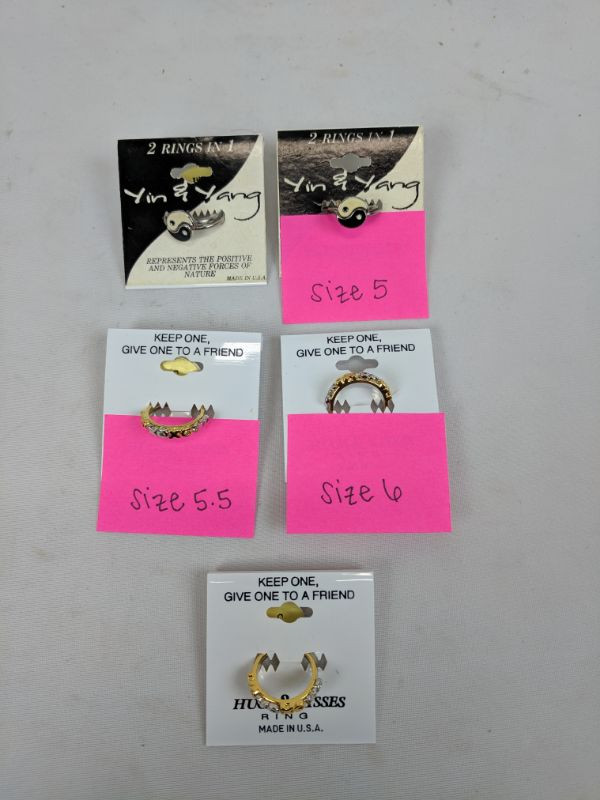 2 RINGS IN 1
Yin & Yang
REPRESENTS THE POSITIVE
AND NEGATIVE FORCES OF
NATURE
MADE IN U.S.A
2 RINGS IN 1
Yin & Yang
Size 5
KEEP ONE,
GIVE ONE TO A FRIEND
Size 5.5
KEEP ONE,
GIVE ONE TO A FRIEND
Size 6
KEEP ONE,
GIVE ONE TO A FRIEND
RING
MADE IN U.S.A.